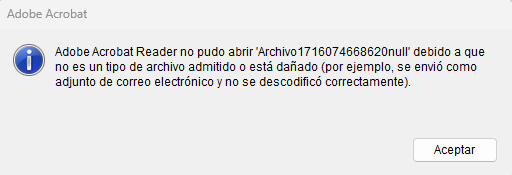 Adobe Acrobat
Adobe Acrobat Reader no pudo abrir 'Archivo1716074668620null' debido a que
no es un tipo de archivo admitido o está dañado (por ejemplo, se envió como
adjunto de correo electrónico y no se descodificó correctamente).
Aceptar